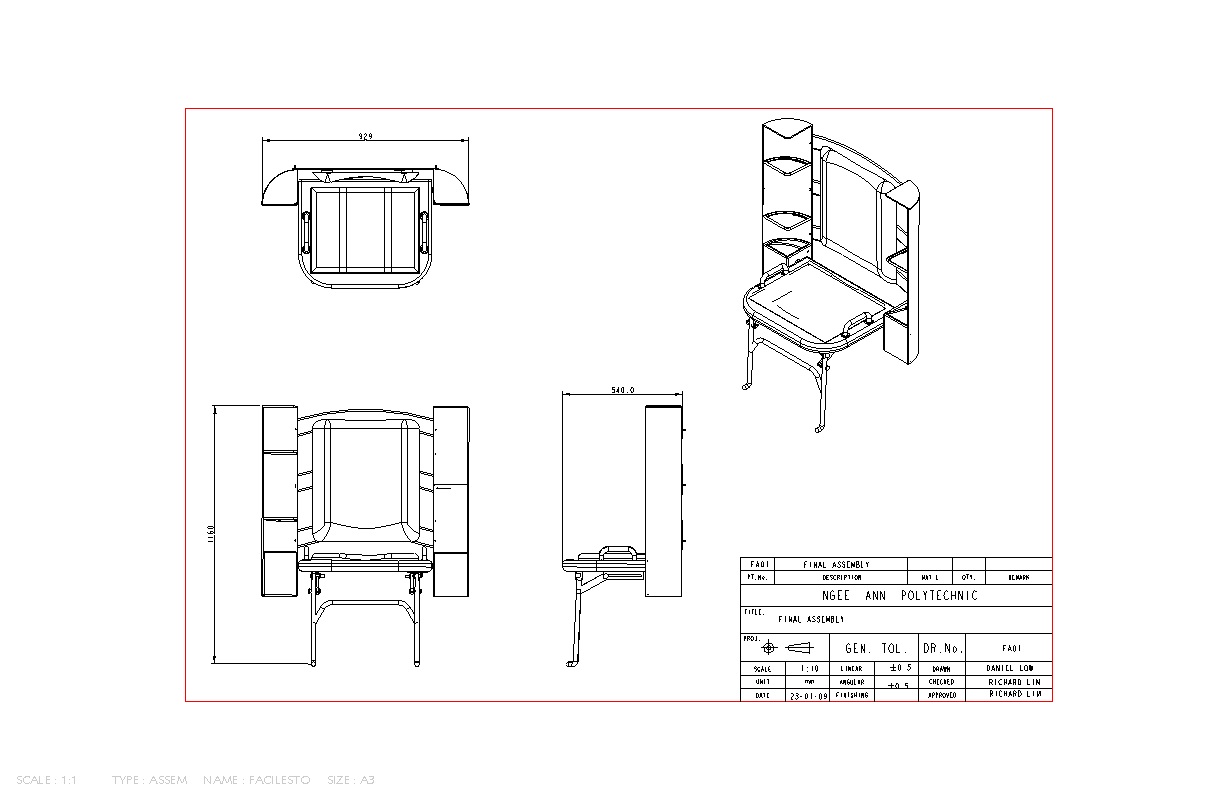 929
540.0
1160
FA01 FINAL ASSEMBLY
PT.No. DESCRIPTION MAT'L QTY. REMARK
NGEE ANN POLYTECHNIC
TITLE.
FINAL ASSEMBLY
PROJ. GEN. TOL. DR.No. FA01
SCALE 1:10 LINEAR ±0.5 DRAWN DANIEL LOW
UNIT mm ANGULAR ±0.5 CHECKED RICHARD LIM
DATE 23-01-09 FINISHING APPROVED RICHARD LIM
SCALE : 1:1 TYPE : ASSEM NAME : FACILESTO SIZE : A3